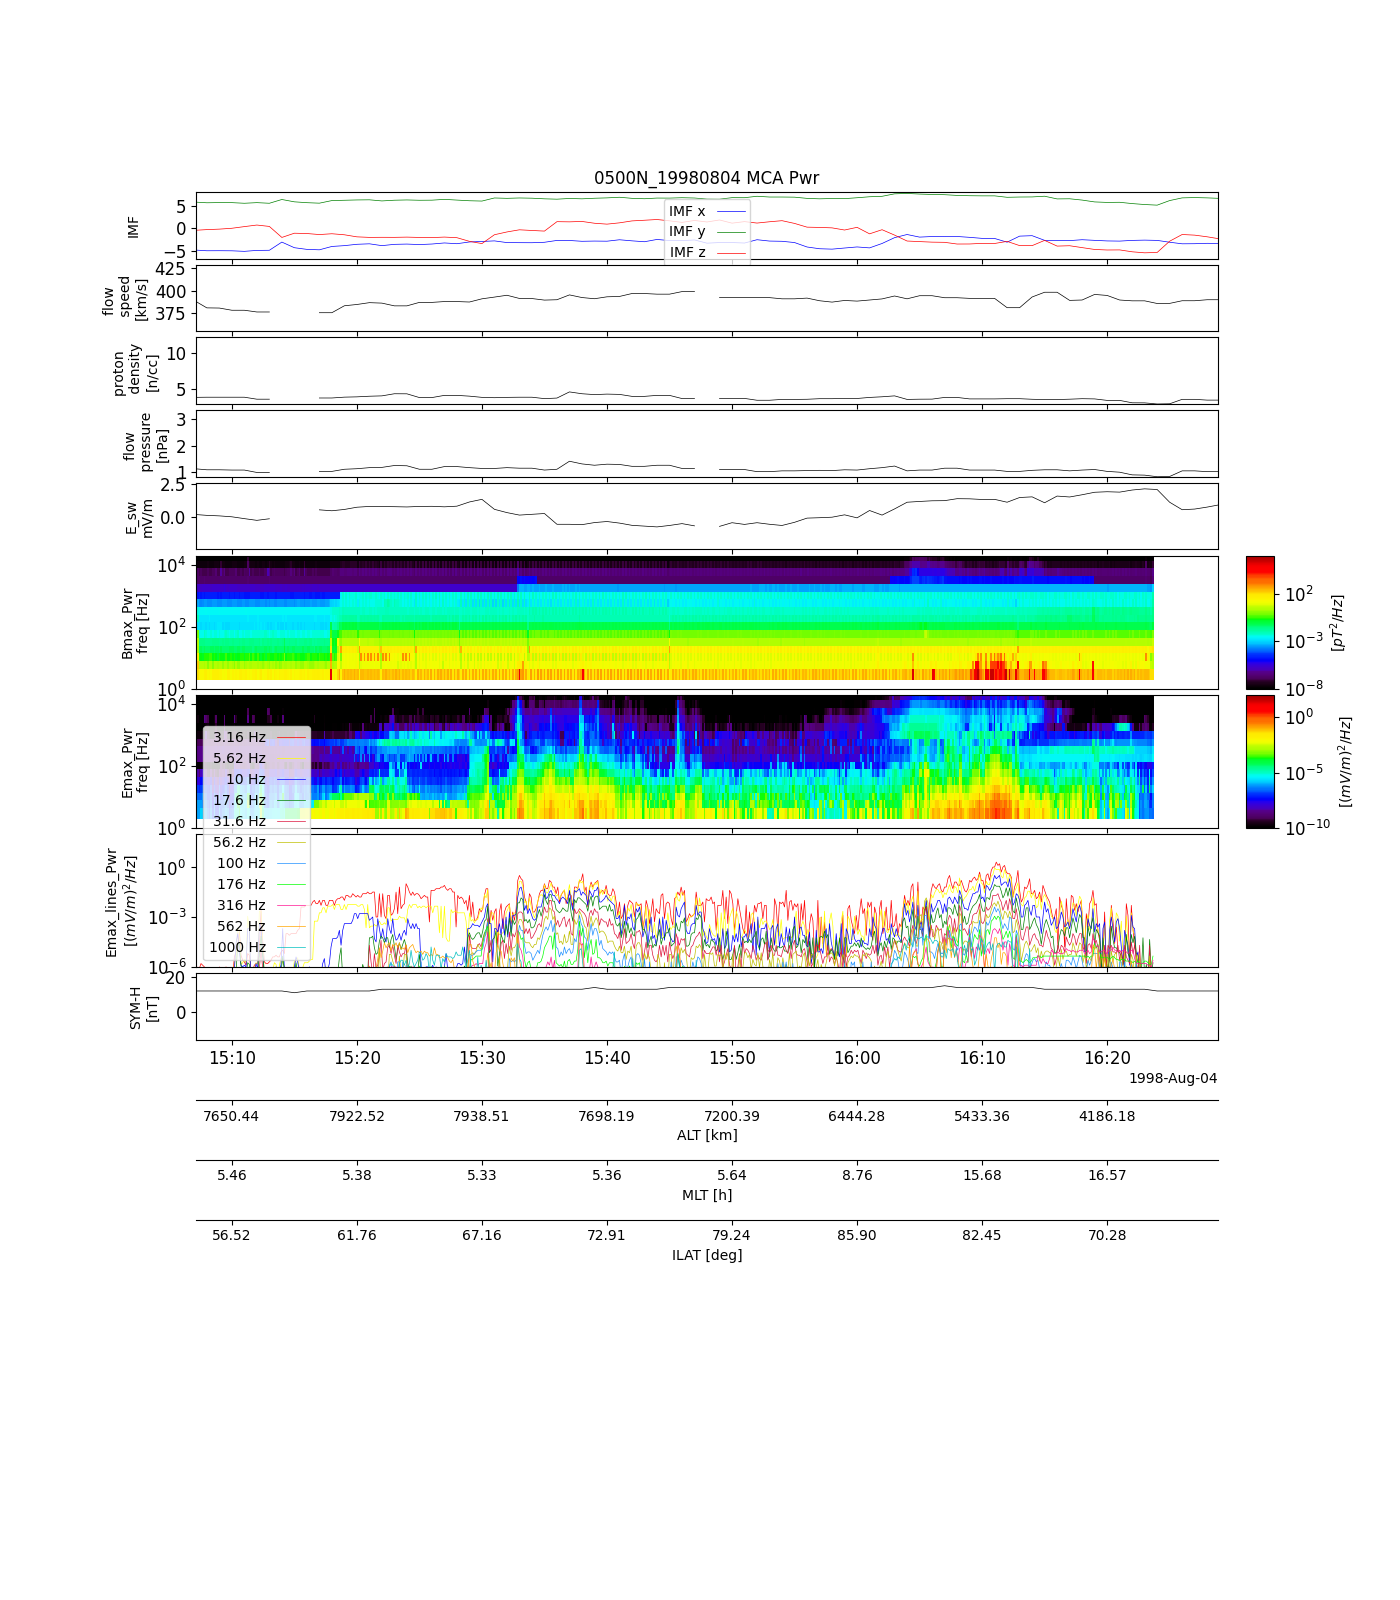 0500N_19980804 MCA Pwr
IMF
5
0
−5
IMF x
IMF y
IMF z
flow
speed
[km/s]
425
400
375
proton
density
[n/cc]
10
5
flow
pressure
[nPa]
3
2
1
E_sw
mV/m
2.5
0.0
Bmax_Pwr
freq [Hz]
10^4
10^2
10^0
10^2
10^−3
10^−8
[pT^2/Hz]
Emax_Pwr
freq [Hz]
10^4
10^2
10^0
10^0
10^−5
10^−10
[(mV/m)^2/Hz]
3.16 Hz
5.62 Hz
10 Hz
17.6 Hz
31.6 Hz
56.2 Hz
100 Hz
176 Hz
316 Hz
562 Hz
1000 Hz
Emax_lines_Pwr
[(mV/m)^2/Hz]
10^0
10^−3
10^−6
SYM-H
[nT]
20
0
15:10 15:20 15:30 15:40 15:50 16:00 16:10 16:20
1998-Aug-04
7650.44 7922.52 7938.51 7698.19 7200.39 6444.28 5433.36 4186.18
ALT [km]
5.46 5.38 5.33 5.36 5.64 8.76 15.68 16.57
MLT [h]
56.52 61.76 67.16 72.91 79.24 85.90 82.45 70.28
ILAT [deg]